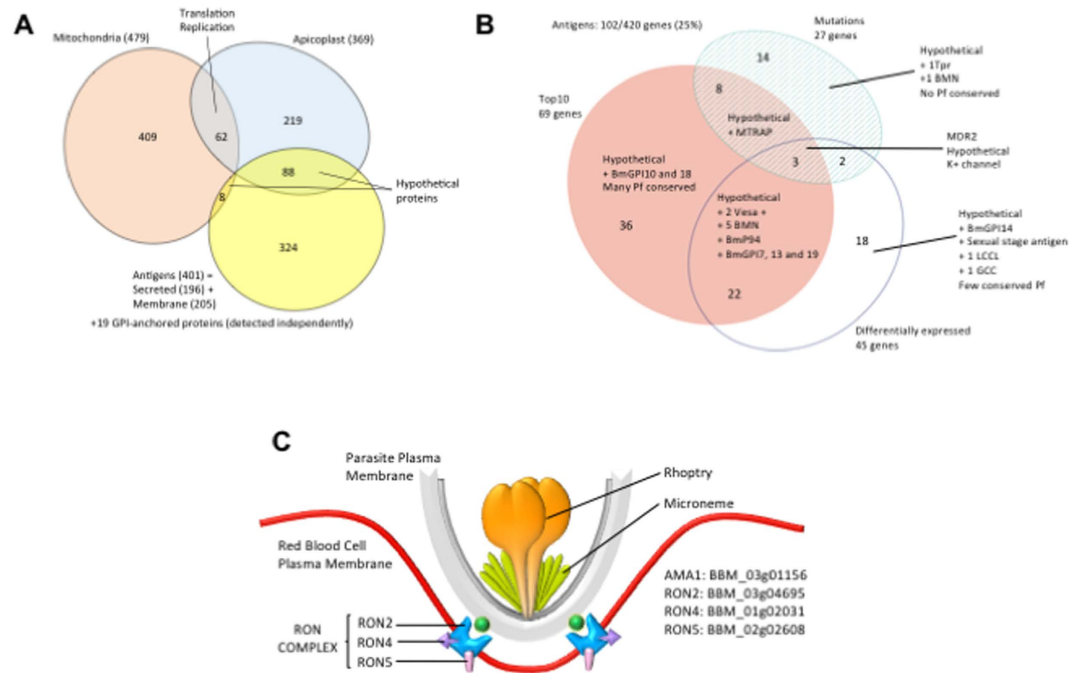 A
Translation
Replication
Mitochondria (479)
Apicoplast (369)
409
62
219
88
8
324
Hypothetical
proteins
Antigens (401) =
Secreted (196) +
Membrane (205)
+19 GPI-anchored proteins (detected independently)
B
Antigens: 102/420 genes (25%)
Mutations
27 genes
Top10
69 genes
14
8
Hypothetical
+ MTRAP
3
2
Hypothetical
+ 1Tpr
+1 BMN
No Pf conserved
MDR2
Hypothetical
K+ channel
Hypothetical
+ BmGPI10 and 18
Many Pf conserved
36
Hypothetical
+ 2 Vesa +
+ 5 BMN
+ BmP94
+ BmGPI7, 13 and 19
22
18
Hypothetical
+ BmGPI14
+ Sexual stage antigen
+ 1 LCCL
+ 1 GCC
Few conserved Pf
Differentially expressed
45 genes
C
Parasite Plasma
Membrane
Rhoptry
Microneme
Red Blood Cell
Plasma Membrane
RON
COMPLEX
RON2
RON4
RON5
AMA1: BBM_03g01156
RON2: BBM_03g04695
RON4: BBM_01g02031
RON5: BBM_02g02608